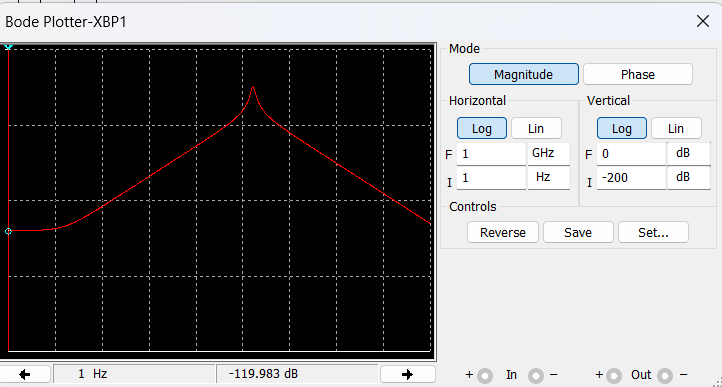 Bode Plotter-XBP1
Mode
Magnitude Phase
Horizontal Vertical
Log Lin Log Lin
F 1 GHz F 0 dB
I 1 Hz I -200 dB
Controls
Reverse Save Set...
1 Hz -119.983 dB + In − + Out −